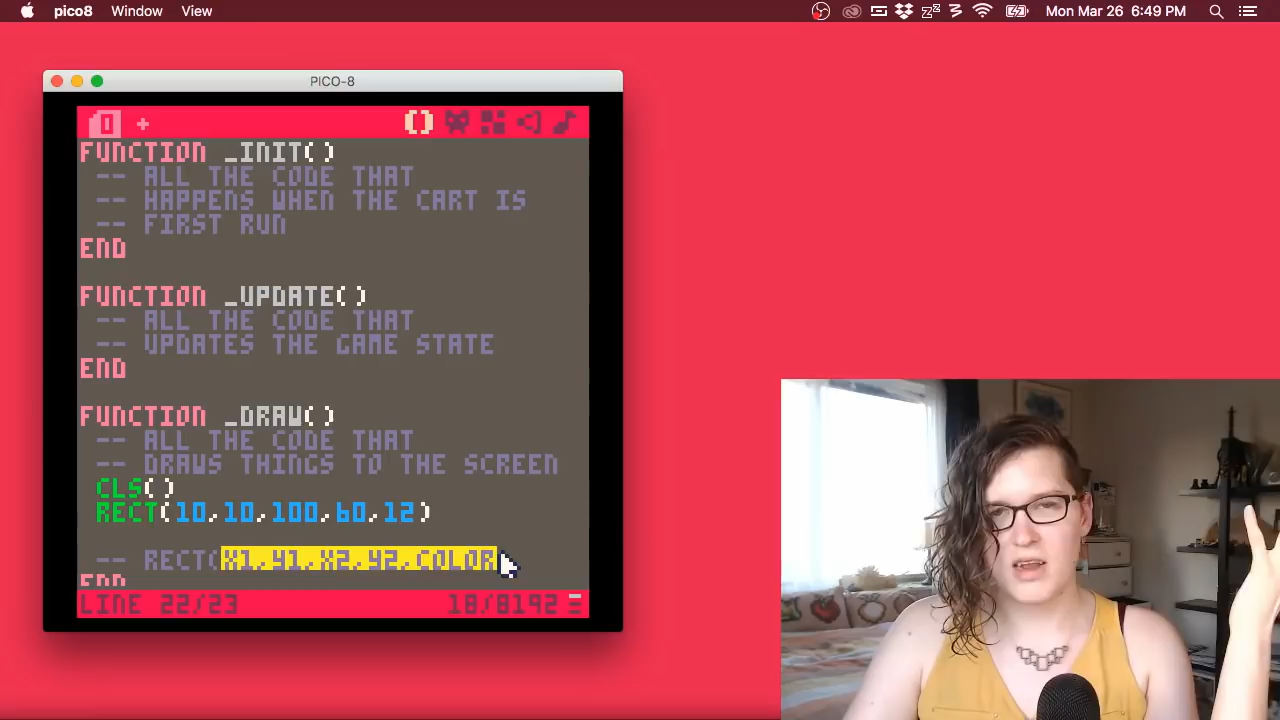 pico8 Window View Mon Mar 26 6:49 PM
PICO-8
0 +
FUNCTION _INIT()
-- ALL THE CODE THAT
-- HAPPENS WHEN THE CART IS
-- FIRST RUN
END
FUNCTION _UPDATE()
-- ALL THE CODE THAT
-- UPDATES THE GAME STATE
END
FUNCTION _DRAW()
-- ALL THE CODE THAT
-- DRAWS THINGS TO THE SCREEN
CLS()
RECT(10,10,100,60,12)
-- RECT(X1,Y1,X2,Y2,COLOR
END
LINE 22/23 18/8192